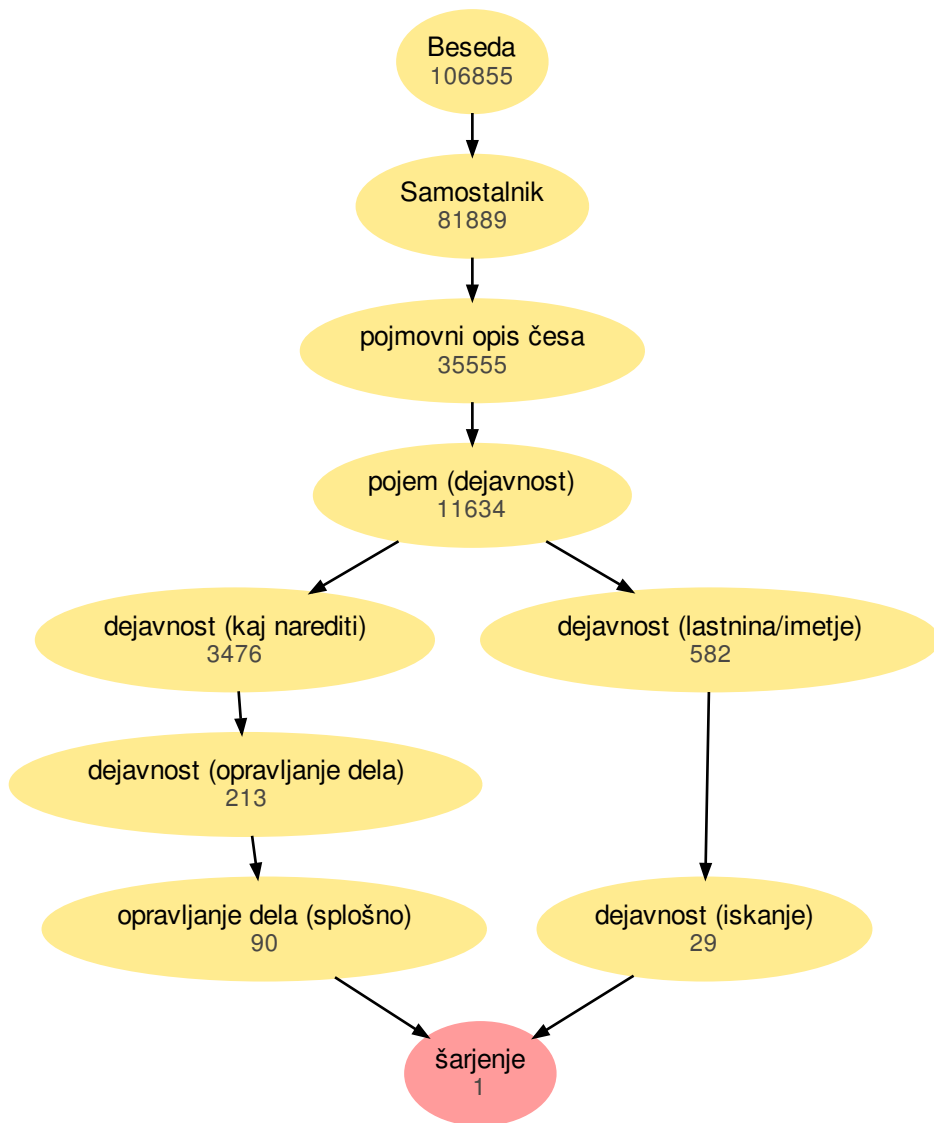 Beseda
106855
Samostalnik
81889
pojmovni opis česa
35555
pojem (dejavnost)
11634
dejavnost (kaj narediti)
3476
dejavnost (lastnina/imetje)
582
dejavnost (opravljanje dela)
213
opravljanje dela (splošno)
90
dejavnost (iskanje)
29
šarjenje
1